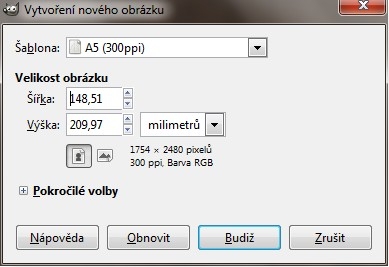 Vytvoření nového obrázku
Šablona: A5 (300ppi)
Velikost obrázku
Šířka: 148,51
Výška: 209,97 milimetrů
1754 × 2480 pixelů
300 ppi, Barva RGB
Pokročilé volby
Nápověda Obnovit Budiž Zrušit